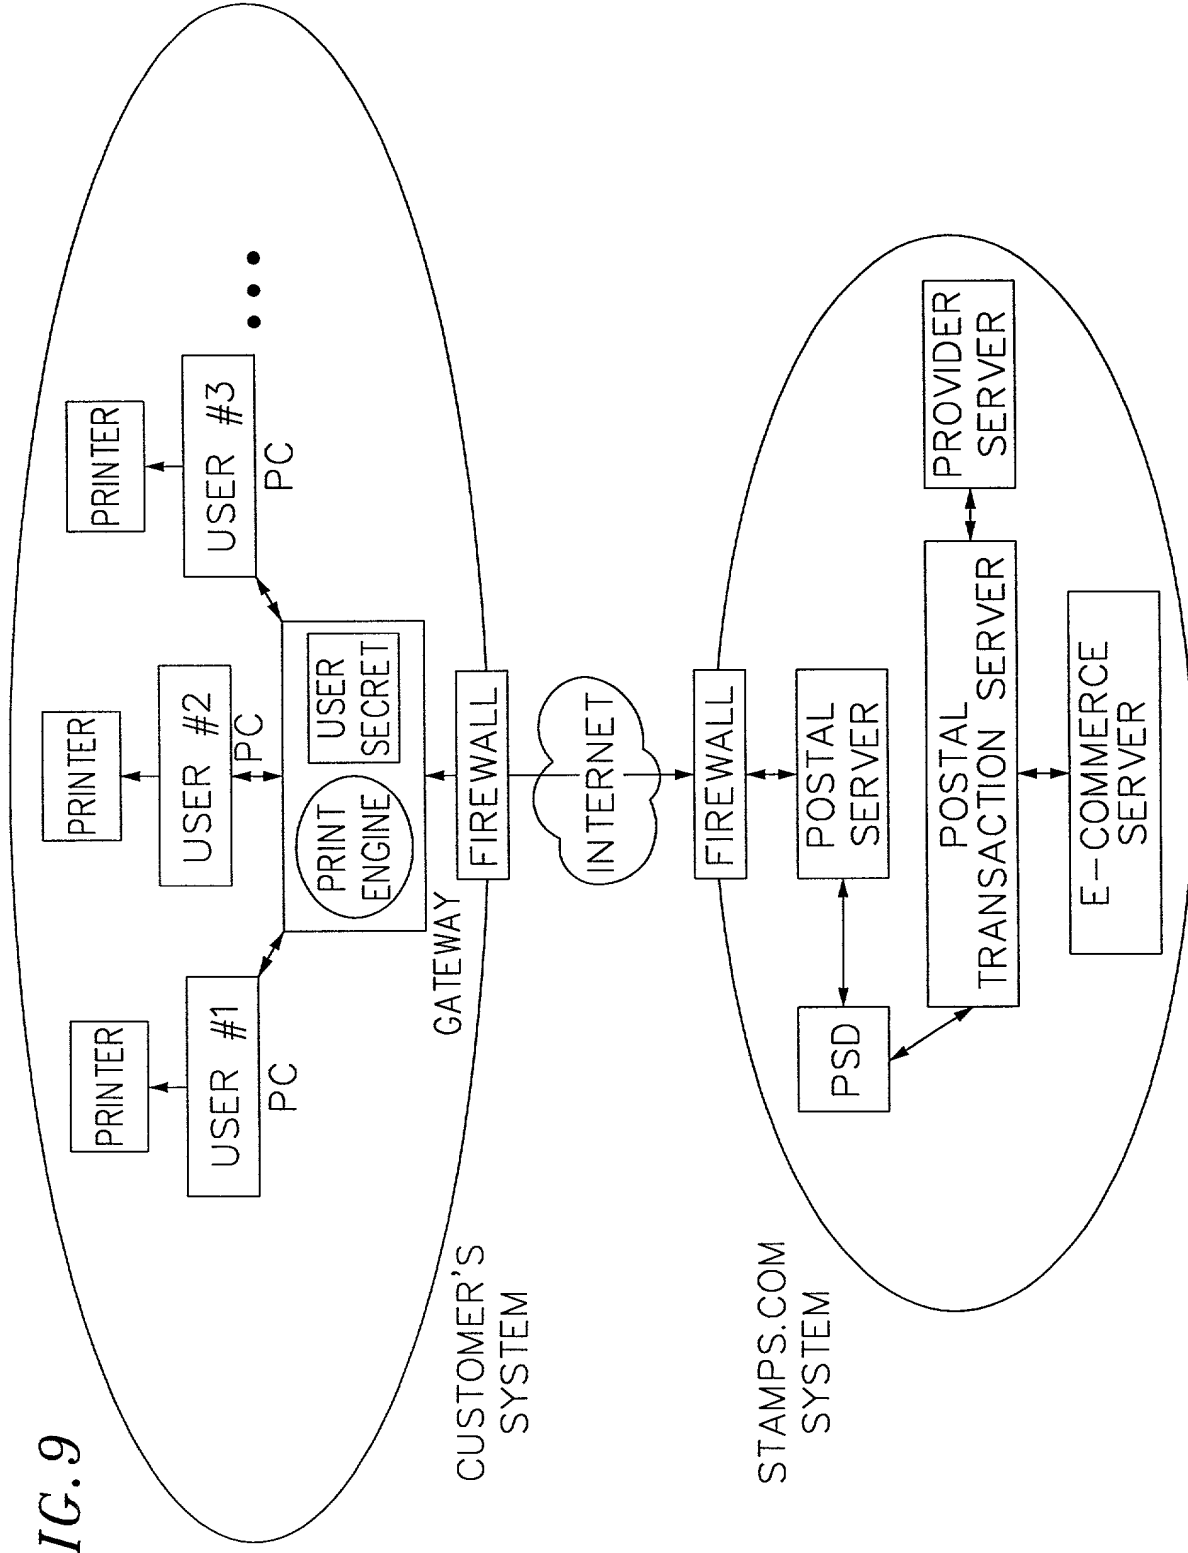 IG. 9
PRINTER
PRINTER
PRINTER
USER #1
PC
USER #2
PC
USER #3
PC
PRINT
ENGINE
USER
SECRET
GATEWAY
FIREWALL
CUSTOMER'S
SYSTEM
INTERNET
FIREWALL
STAMPS.COM
SYSTEM
PSD
POSTAL
SERVER
POSTAL
TRANSACTION SERVER
PROVIDER
SERVER
E-COMMERCE
SERVER